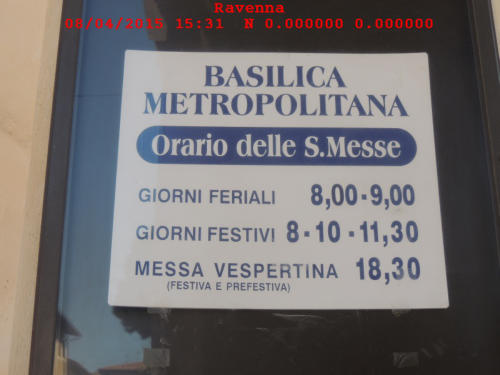 Ravenna
08/04/2015 15:31 N 0.000000 0.000000
BASILICA
METROPOLITANA
Orario delle S.Messe
GIORNI FERIALI 8,00-9,00
GIORNI FESTIVI 8-10-11,30
MESSA VESPERTINA 18,30
(FESTIVA E PREFESTIVA)